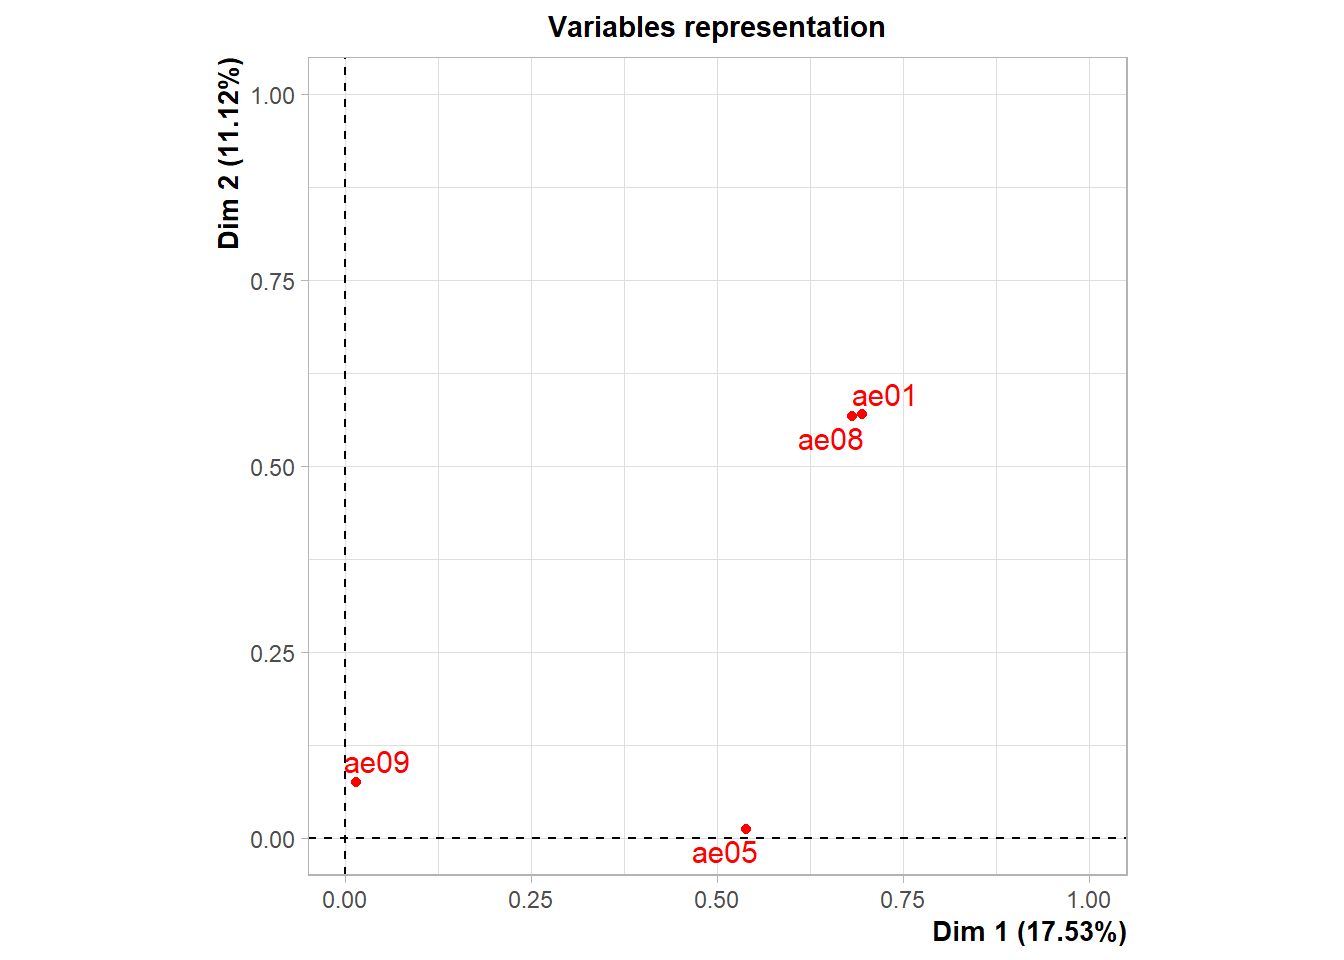 Variables representation
Dim 2 (11.12%)
1.00
0.75
0.50
0.25
0.00
ae01
ae08
ae09
ae05
0.00 0.25 0.50 0.75 1.00
Dim 1 (17.53%)